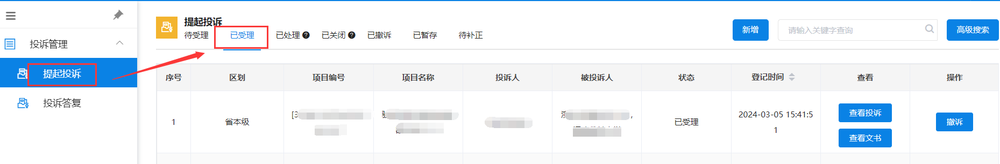 投诉管理
提起投诉
投诉答复
提起投诉
待受理 已受理 已处理 ? 已关闭 ? 已撤诉 已暂存 待补正
新增 请输入关键字查询 高级搜索
序号 区划 项目编号 项目名称 投诉人 被投诉人 状态 登记时间 查看 操作
1 省本级 [3 已受理 2024-03-05 15:41:5
1
查看投诉
查看文书
撤诉